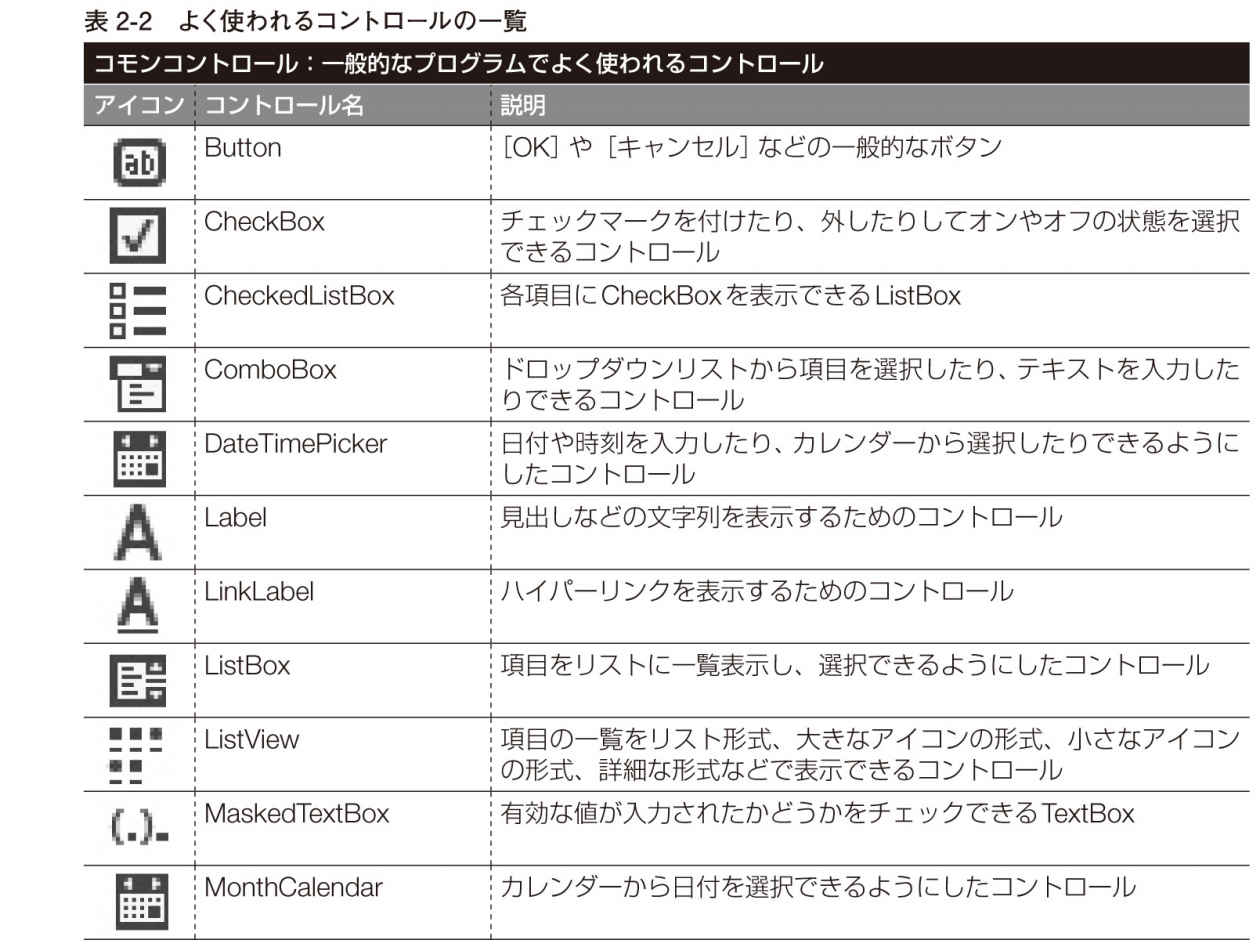 表 2-2 よく使われるコントロールの一覧
コモンコントロール：一般的なプログラムでよく使われるコントロール
アイコン コントロール名 説明
Button [OK] や [キャンセル] などの一般的なボタン
CheckBox チェックマークを付けたり、外したりしてオンやオフの状態を選択
できるコントロール
CheckedListBox 各項目にCheckBoxを表示できるListBox
ComboBox ドロップダウンリストから項目を選択したり、テキストを入力した
りできるコントロール
DateTimePicker 日付や時刻を入力したり、カレンダーから選択したりできるように
したコントロール
Label 見出しなどの文字列を表示するためのコントロール
LinkLabel ハイパーリンクを表示するためのコントロール
ListBox 項目をリストに一覧表示し、選択できるようにしたコントロール
ListView 項目の一覧をリスト形式、大きなアイコンの形式、小さなアイコン
の形式、詳細な形式などで表示できるコントロール
MaskedTextBox 有効な値が入力されたかどうかをチェックできるTextBox
MonthCalendar カレンダーから日付を選択できるようにしたコントロール